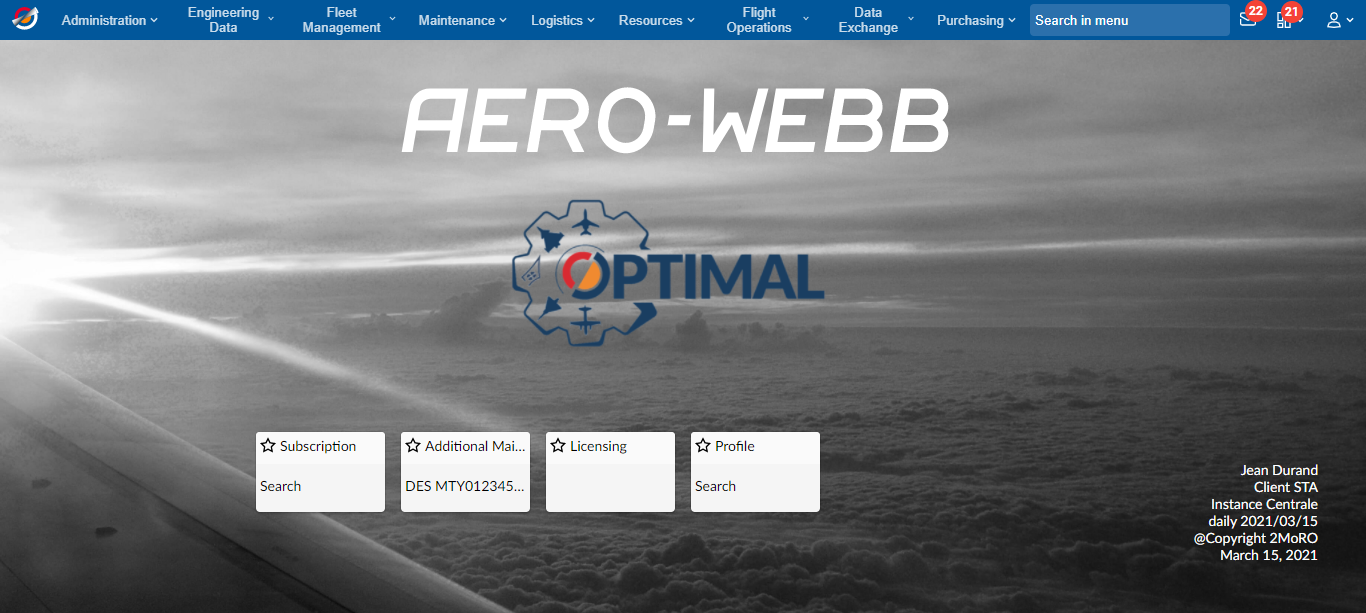 Administration
Engineering
Data
Fleet
Management
Maintenance
Logistics
Resources
Flight
Operations
Data
Exchange
Purchasing
Search in menu
22
21
AERO-WEBB
OPTIMAL
Subscription
Additional Mai...
Licensing
Profile
Search
DES MTY012345...
Search
Jean Durand
Client STA
Instance Centrale
daily 2021/03/15
@Copyright 2MoRO
March 15, 2021